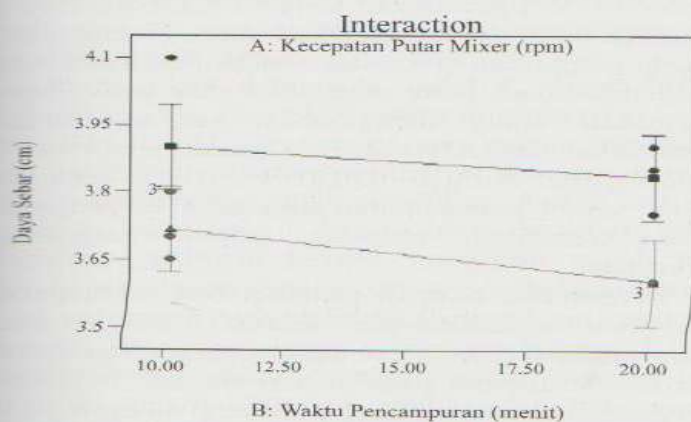 Interaction
A: Kecepatan Putar Mixer (rpm)
Daya Sebar (cm)
4.1
3.95
3.8
3.65
3.5
3
3
10.00 12.50 15.00 17.50 20.00
B: Waktu Pencampuran (menit)